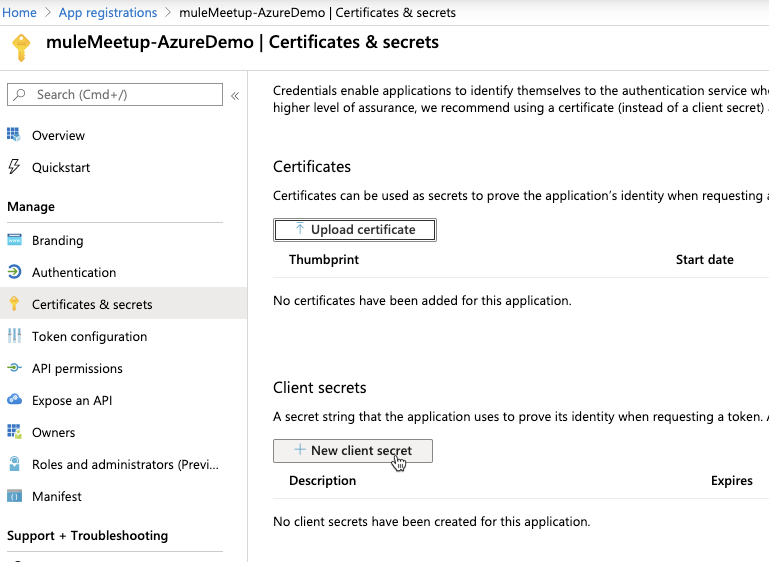 Home > App registrations > muleMeetup-AzureDemo | Certificates & secrets
muleMeetup-AzureDemo | Certificates & secrets
Search (Cmd+/)
Overview
Quickstart
Manage
Branding
Authentication
Certificates & secrets
Token configuration
API permissions
Expose an API
Owners
Roles and administrators (Previ...
Manifest
Support + Troubleshooting
Credentials enable applications to identify themselves to the authentication service
higher level of assurance, we recommend using a certificate (instead of a client secret)
Certificates
Certificates can be used as secrets to prove the application's identity when requesting
Upload certificate
Thumbprint Start date
No certificates have been added for this application.
Client secrets
A secret string that the application uses to prove its identity when requesting a token.
New client secret
Description Expires
No client secrets have been created for this application.